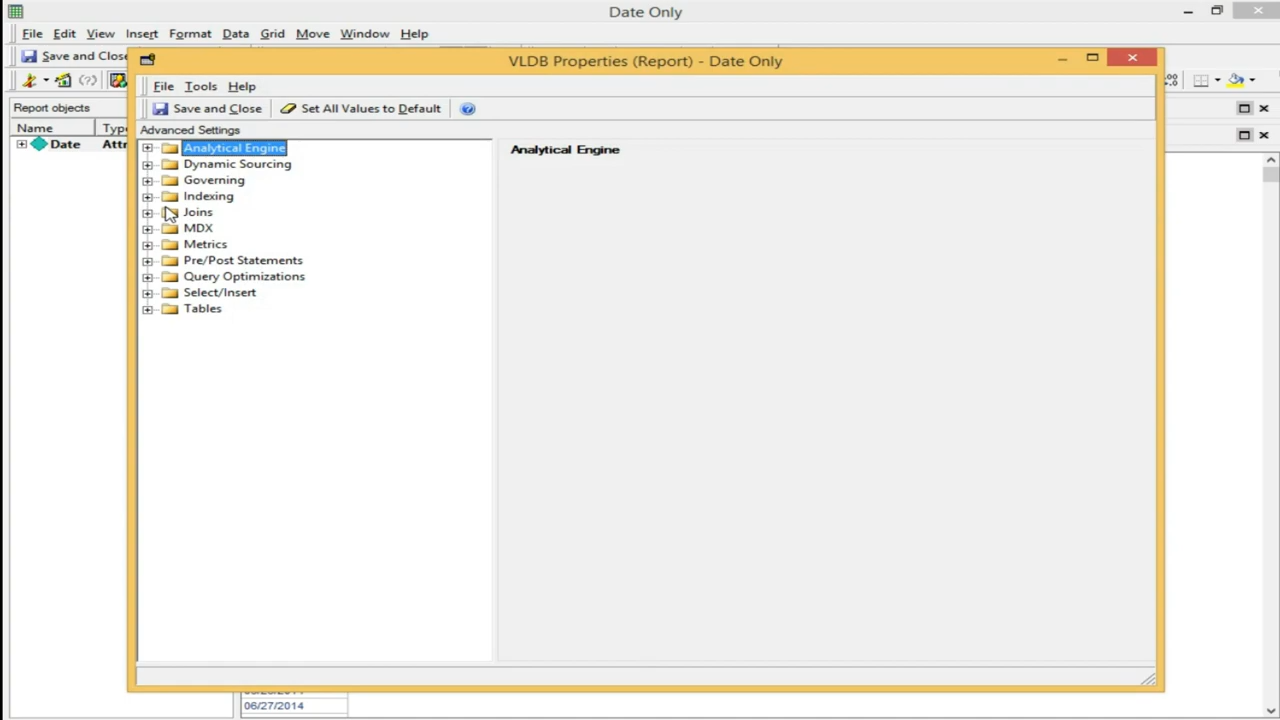 Date Only
File Edit View Insert Format Data Grid Move Window Help
Save and Close
VLDB Properties (Report) - Date Only
File Tools Help
Save and Close Set All Values to Default
Report objects
Name Type
Date Attr
Advanced Settings
Analytical Engine
Dynamic Sourcing
Governing
Indexing
Joins
MDX
Metrics
Pre/Post Statements
Query Optimizations
Select/Insert
Tables
Analytical Engine
06/27/2014